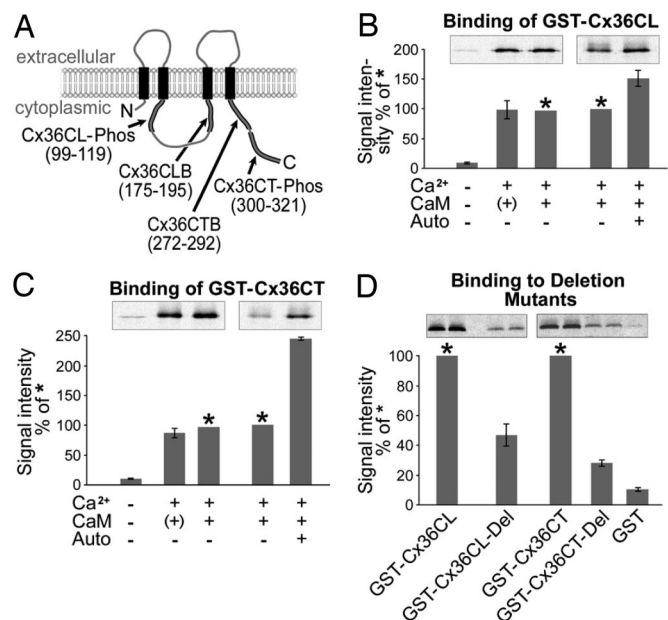 A
extracellular
cytoplasmic
N
Cx36CL-Phos
(99-119)
Cx36CLB
(175-195)
Cx36CTB
(272-292)
C
Cx36CT-Phos
(300-321)
B
Binding of GST-Cx36CL
Signal inten-
sity % of *
200
150
100
50
0
* *
Ca²⁺ - + + + +
CaM - (+) + + +
Auto - - - - +
C
Binding of GST-Cx36CT
Signal intensity
% of *
250
200
150
100
50
0
* *
Ca²⁺ - + + + +
CaM - (+) + + +
Auto - - - - +
D
Binding to Deletion
Mutants
Signal intensity
% of *
100
80
60
40
20
0
* *
GST-Cx36CL
GST-Cx36CL-Del
GST-Cx36CT
GST-Cx36CT-Del
GST